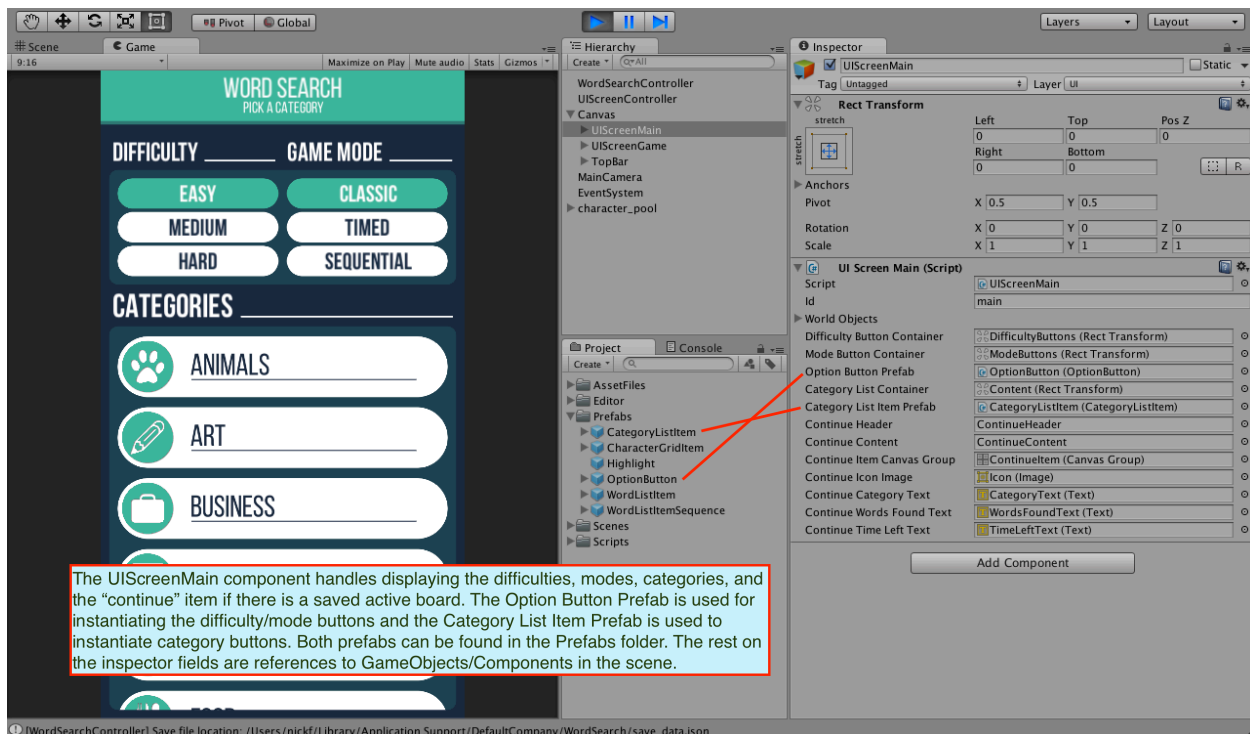 Pivot Global Layers Layout
Scene Game
9:16 Maximize on Play Mute audio Stats Gizmos
WORD SEARCH
PICK A CATEGORY
DIFFICULTY GAME MODE
EASY CLASSIC
MEDIUM TIMED
HARD SEQUENTIAL
CATEGORIES
ANIMALS
ART
BUSINESS
Hierarchy
Create All
WordSearchController
UIScreenController
Canvas
UIScreenMain
UIScreenGame
TopBar
MainCamera
EventSystem
character_pool
Project Console
Create
AssetFiles
Editor
Prefabs
CategoryListItem
CharacterGridItem
Highlight
OptionButton
WordListItem
WordListItemSequence
Scenes
Scripts
Inspector
UIScreenMain Static
Tag Untagged Layer UI
Rect Transform
stretch Left Top Pos Z
stretch 0 0 0
Right Bottom
0 0 R
Anchors
Pivot X 0.5 Y 0.5
Rotation X 0 Y 0 Z 0
Scale X 1 Y 1 Z 1
UI Screen Main (Script)
Script UIScreenMain
Id main
World Objects
Difficulty Button Container DifficultyButtons (Rect Transform)
Mode Button Container ModeButtons (Rect Transform)
Option Button Prefab OptionButton (OptionButton)
Category List Container Content (Rect Transform)
Category List Item Prefab CategoryListItem (CategoryListItem)
Continue Header ContinueHeader
Continue Content ContinueContent
Continue Item Canvas Group ContinueItem (Canvas Group)
Continue Icon Image Icon (Image)
Continue Category Text CategoryText (Text)
Continue Words Found Text WordsFoundText (Text)
Continue Time Left Text TimeLeftText (Text)
Add Component
The UIScreenMain component handles displaying the difficulties, modes, categories, and
the “continue” item if there is a saved active board. The Option Button Prefab is used for
instantiating the difficulty/mode buttons and the Category List Item Prefab is used to
instantiate category buttons. Both prefabs can be found in the Prefabs folder. The rest on
the inspector fields are references to GameObjects/Components in the scene.
[WordSearchController] Save file location: /Users/nickf/Library/Application Support/DefaultCompany/WordSearch/save_data.json